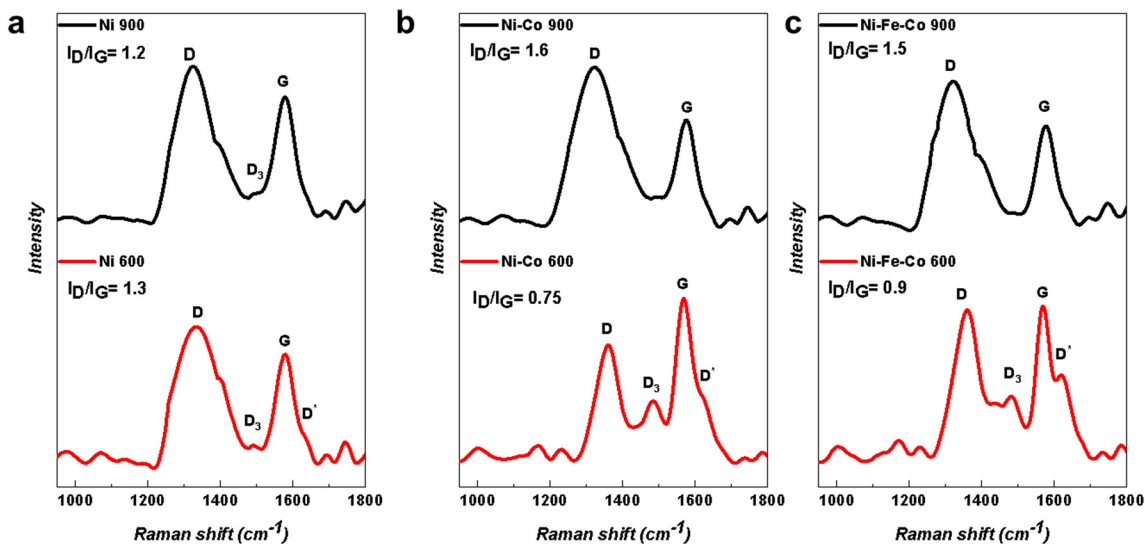 a
Ni 900
I_D/I_G= 1.2
D
G
D₃
Ni 600
I_D/I_G= 1.3
D
G
D₃
D*
Intensity
1000 1200 1400 1600 1800
Raman shift (cm⁻¹)
b
Ni-Co 900
I_D/I_G= 1.6
D
G
Ni-Co 600
I_D/I_G= 0.75
D
G
D₃
D*
Intensity
1000 1200 1400 1600 1800
Raman shift (cm⁻¹)
c
Ni-Fe-Co 900
I_D/I_G= 1.5
D
G
Ni-Fe-Co 600
I_D/I_G= 0.9
D
G
D₃
D*
Intensity
1000 1200 1400 1600 1800
Raman shift (cm⁻¹)